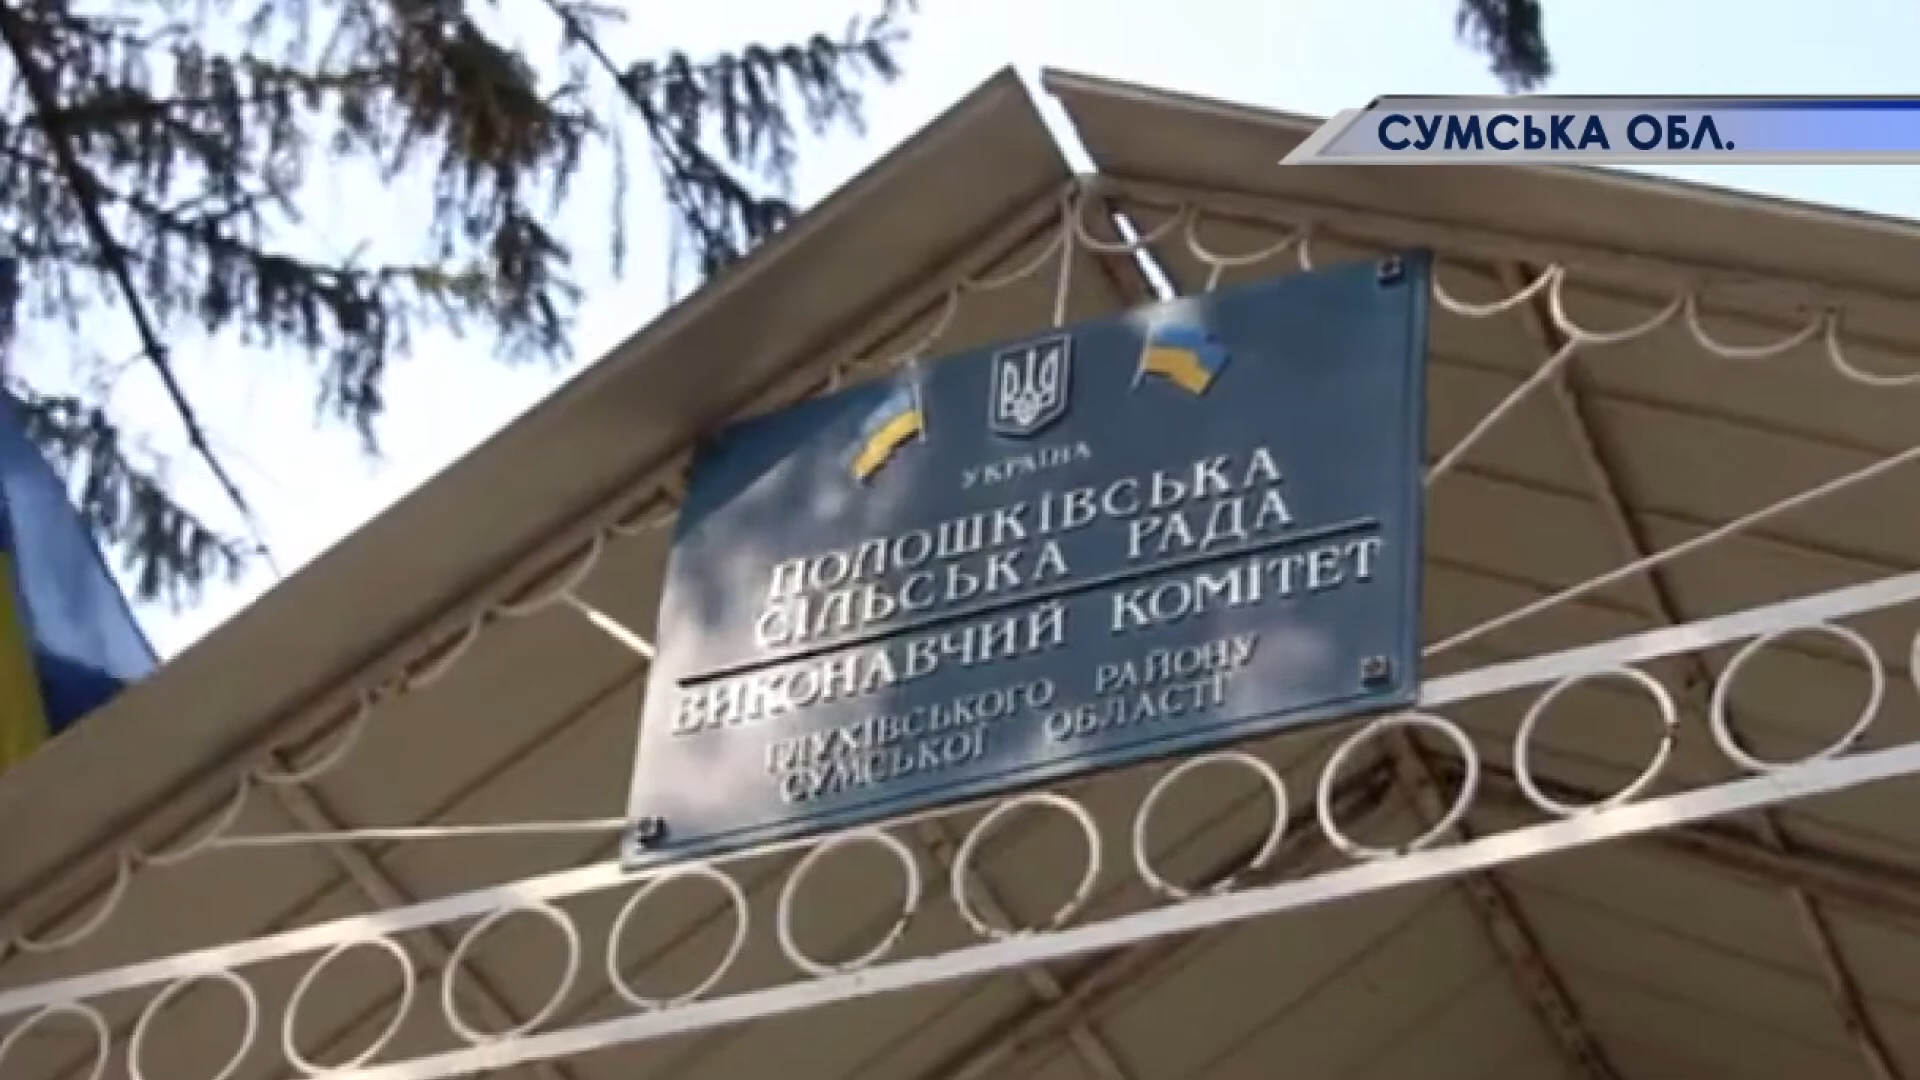 СУМСЬКА ОБЛ.
УКРАЇНА
ПОЛОШКІВСЬКА
СІЛЬСЬКА РАДА
ВИКОНАВЧИЙ КОМІТЕТ
ГЛУХІВСЬКОГО РАЙОНУ
СУМСЬКОЇ ОБЛАСТІ